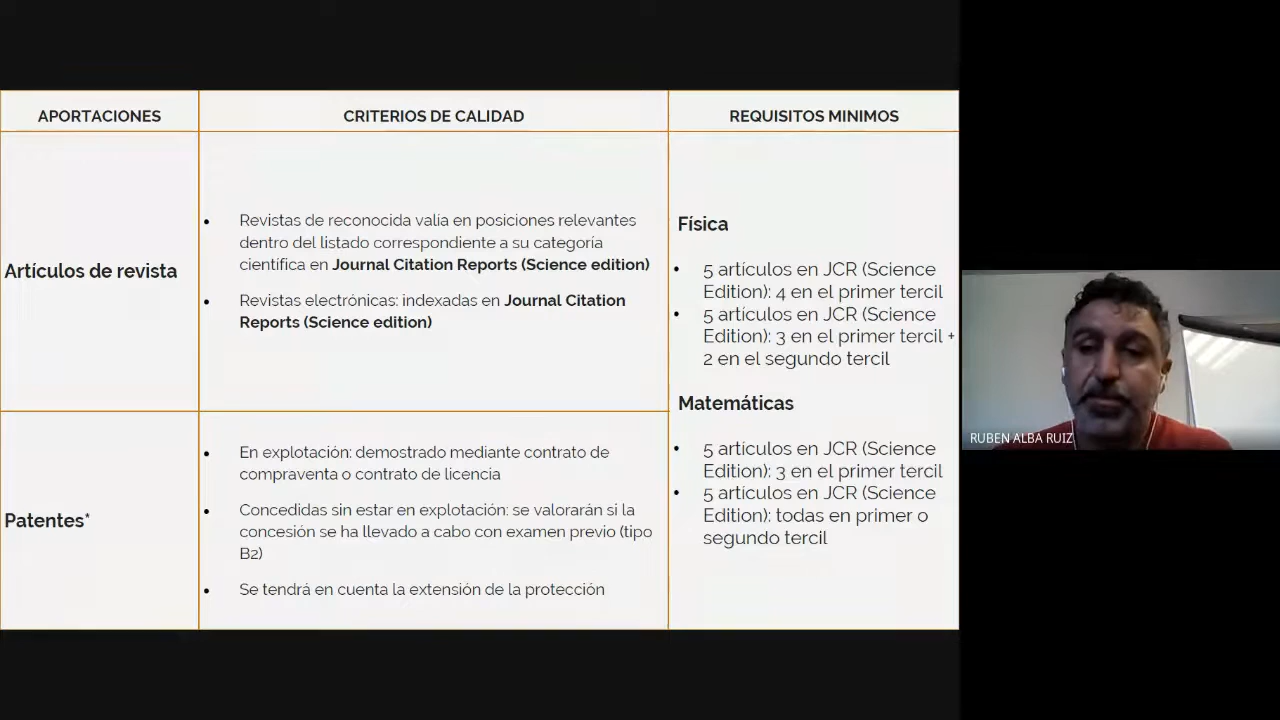 APORTACIONES
CRITERIOS DE CALIDAD
REQUISITOS MINIMOS
Artículos de revista
• Revistas de reconocida valía en posiciones relevantes
dentro del listado correspondiente a su categoría
científica en Journal Citation Reports (Science edition)
• Revistas electrónicas: indexadas en Journal Citation
Reports (Science edition)
Física
• 5 artículos en JCR (Science
Edition): 4 en el primer tercil
• 5 artículos en JCR (Science
Edition): 3 en el primer tercil +
2 en el segundo tercil
Matemáticas
• 5 artículos en JCR (Science
Edition): 3 en el primer tercil
• 5 artículos en JCR (Science
Edition): todas en primer o
segundo tercil
Patentes*
• En explotación: demostrado mediante contrato de
compraventa o contrato de licencia
• Concedidas sin estar en explotación: se valorarán si la
concesión se ha llevado a cabo con examen previo (tipo
B2)
• Se tendrá en cuenta la extensión de la protección
RUBEN ALBA RUIZ